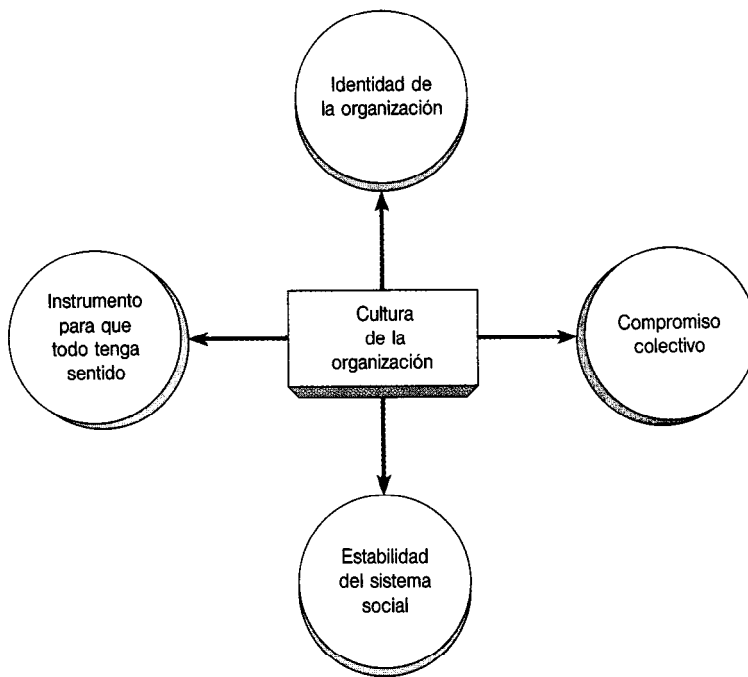 Identidad de
la organización
Instrumento
para que
todo tenga
sentido
Cultura
de la
organización
Compromiso
colectivo
Estabilidad
del sistema
social